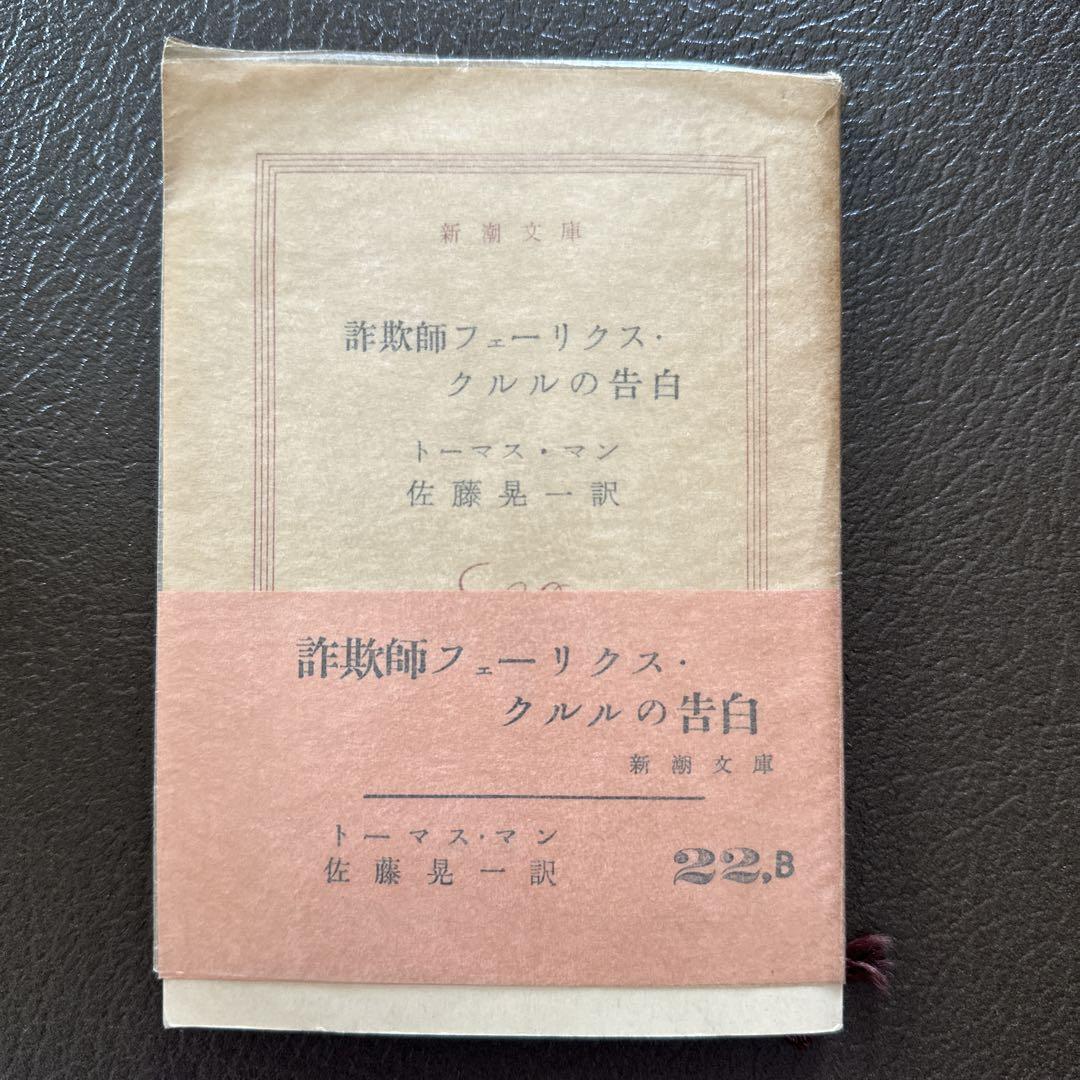 新潮文庫
詐欺師フェーリクス・
クルルの告白
トーマス・マン
佐藤晃一訳
詐欺師フェーリクス・
クルルの告白
新潮文庫
トーマス・マン
佐藤晃一訳
22,B